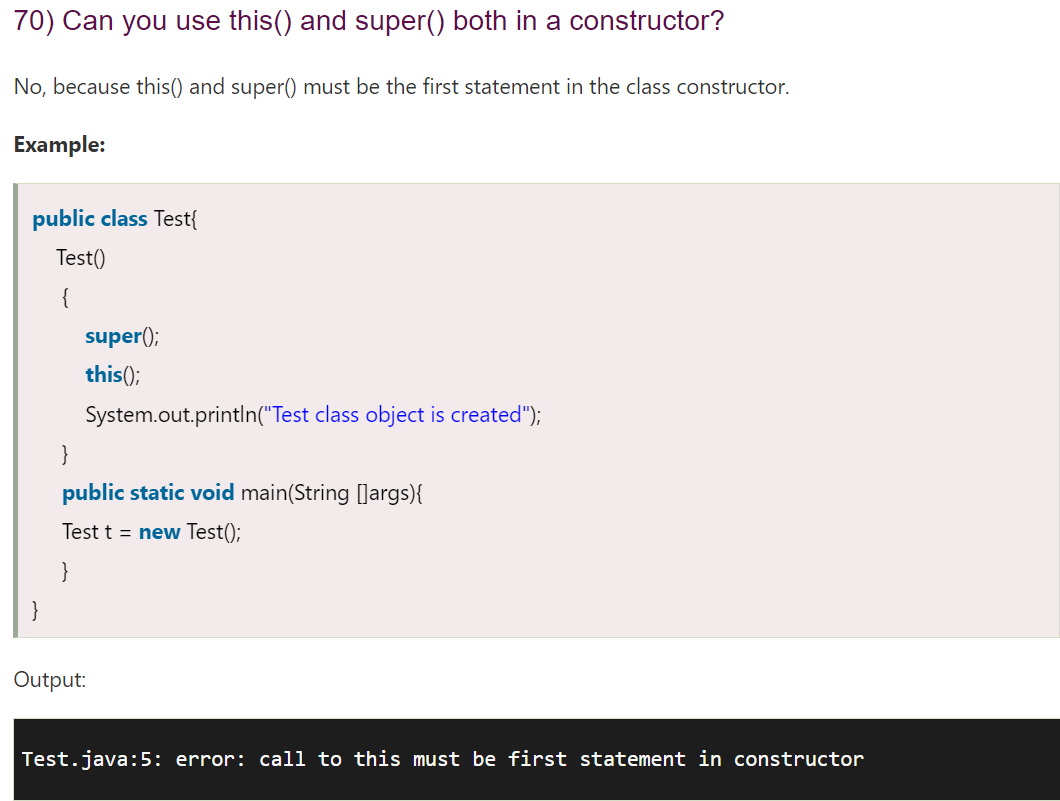 70) Can you use this() and super() both in a constructor?
No, because this() and super() must be the first statement in the class constructor.
Example:
public class Test{
Test()
{
super();
this();
System.out.println("Test class object is created");
}
public static void main(String []args){
Test t = new Test();
}
}
Output:
Test.java:5: error: call to this must be first statement in constructor